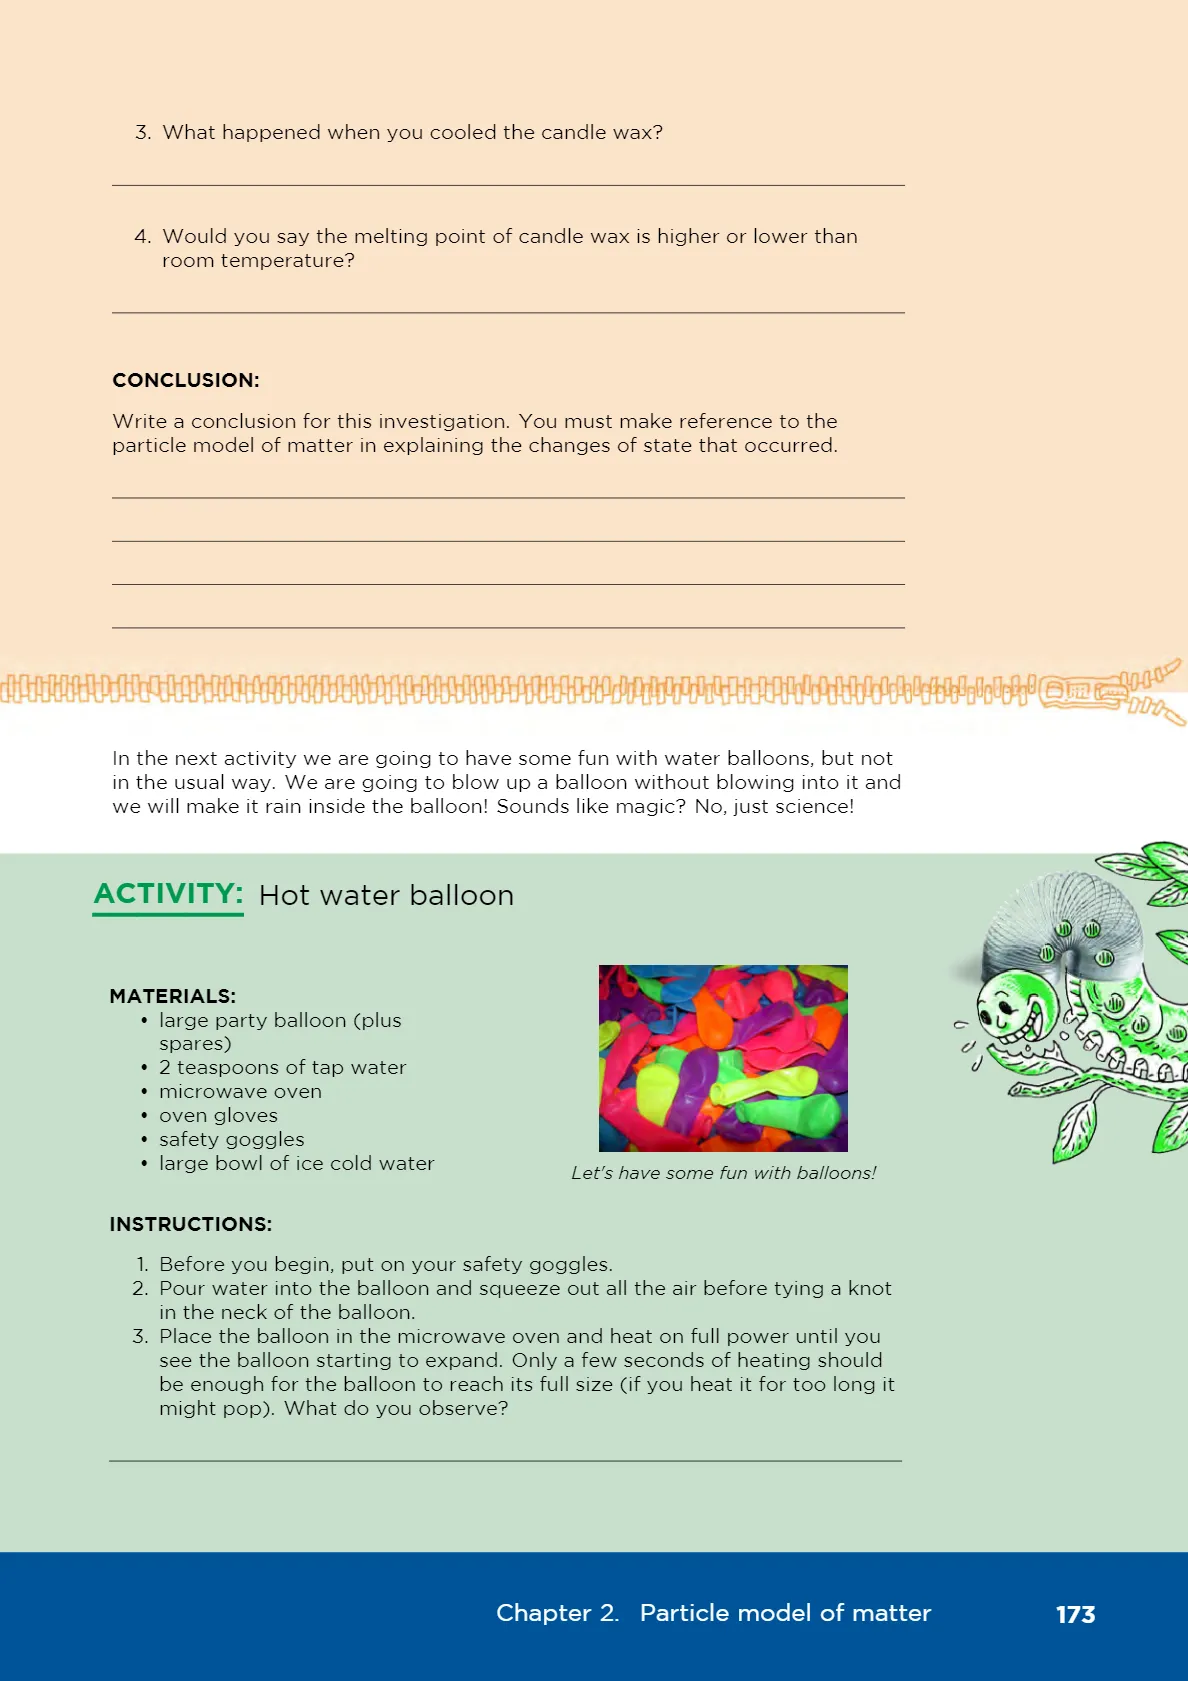 3. What happened when you cooled the candle wax?
4. Would you say the melting point of candle wax is higher or lower than
room temperature?
CONCLUSION:
Write a conclusion for this investigation. You must make reference to the
particle model of matter in explaining the changes of state that occurred.
In the next activity we are going to have some fun with water balloons, but not
in the usual way. We are going to blow up a balloon without blowing into it and
we will make it rain inside the balloon! Sounds like magic? No, just science!
ACTIVITY: Hot water balloon
MATERIALS:
• large party balloon (plus
spares)
• 2 teaspoons of tap water
• microwave oven
• oven gloves
• safety goggles
• large bowl of ice cold water
Let's have some fun with balloons!
INSTRUCTIONS:
1. Before you begin, put on your safety goggles.
2. Pour water into the balloon and squeeze out all the air before tying a knot
in the neck of the balloon.
3. Place the balloon in the microwave oven and heat on full power until you
see the balloon starting to expand. Only a few seconds of heating should
be enough for the balloon to reach its full size (if you heat it for too long it
might pop). What do you observe?
Chapter 2. Particle model of matter 173